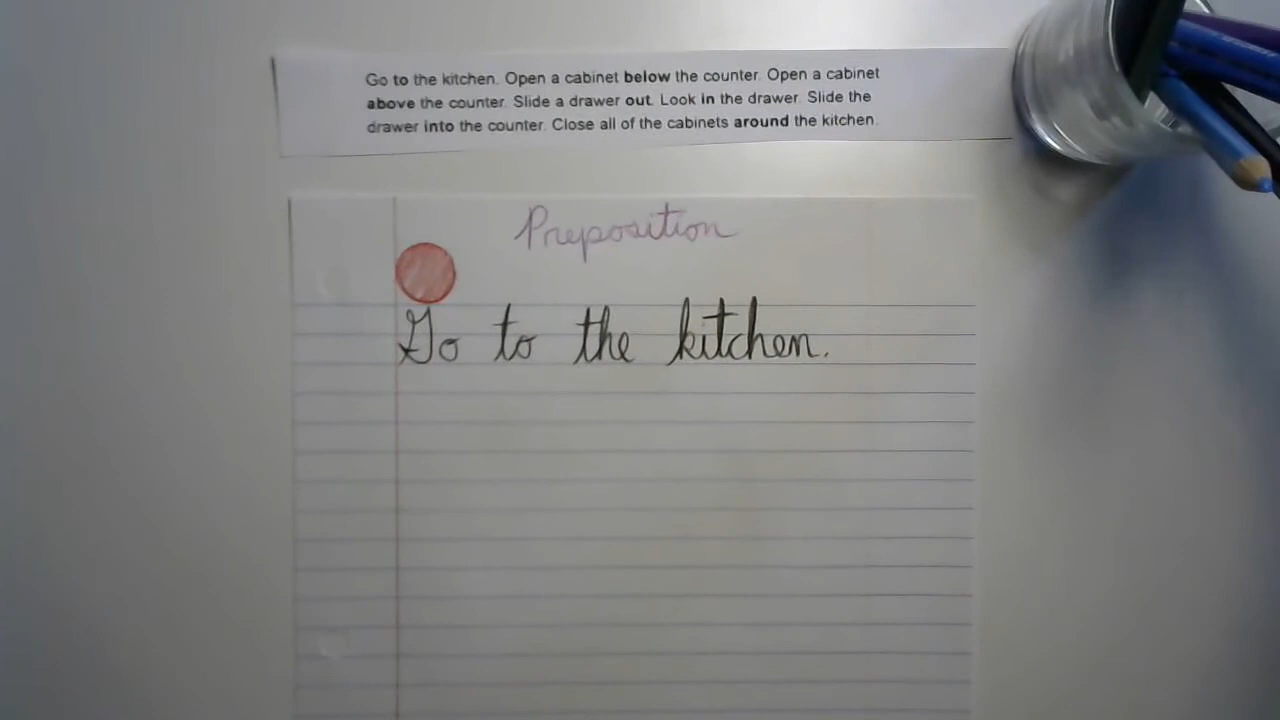 Go to the kitchen. Open a cabinet below the counter. Open a cabinet
above the counter. Slide a drawer out. Look in the drawer. Slide the
drawer into the counter. Close all of the cabinets around the kitchen.
Preposition
Go to the kitchen.